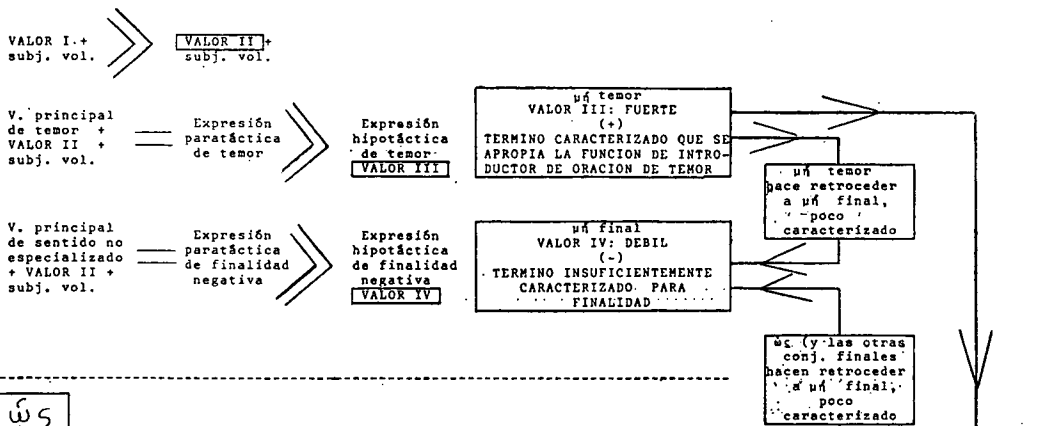 VALOR I + VALOR II +
subj. vol. subj. vol.
V. principal
de temor +
VALOR II +
subj. vol.
Expresión
paratáctica
de temor
Expresión
hipotáctica
de temor
VALOR III
μή temor
VALOR III: FUERTE
(+)
TERMINO CARACTERIZADO QUE SE
APROPIA LA FUNCION DE INTRO-
DUCTOR DE ORACION DE TEMOR
μή temor
hace retroceder
a μή final,
poco
caracterizado
V. principal
de sentido no
especializado
+ VALOR II +
subj. vol.
Expresión
paratáctica
de finalidad
negativa
Expresión
hipotáctica
de finalidad
negativa
VALOR IV
μή final
VALOR IV: DEBIL
(-)
TERMINO INSUFICIENTEMENTE
CARACTERIZADO PARA
FINALIDAD
ὡς (y las otras
conj. finales
hacen retroceder
a μή final,
poco
caracterizado
ὡς